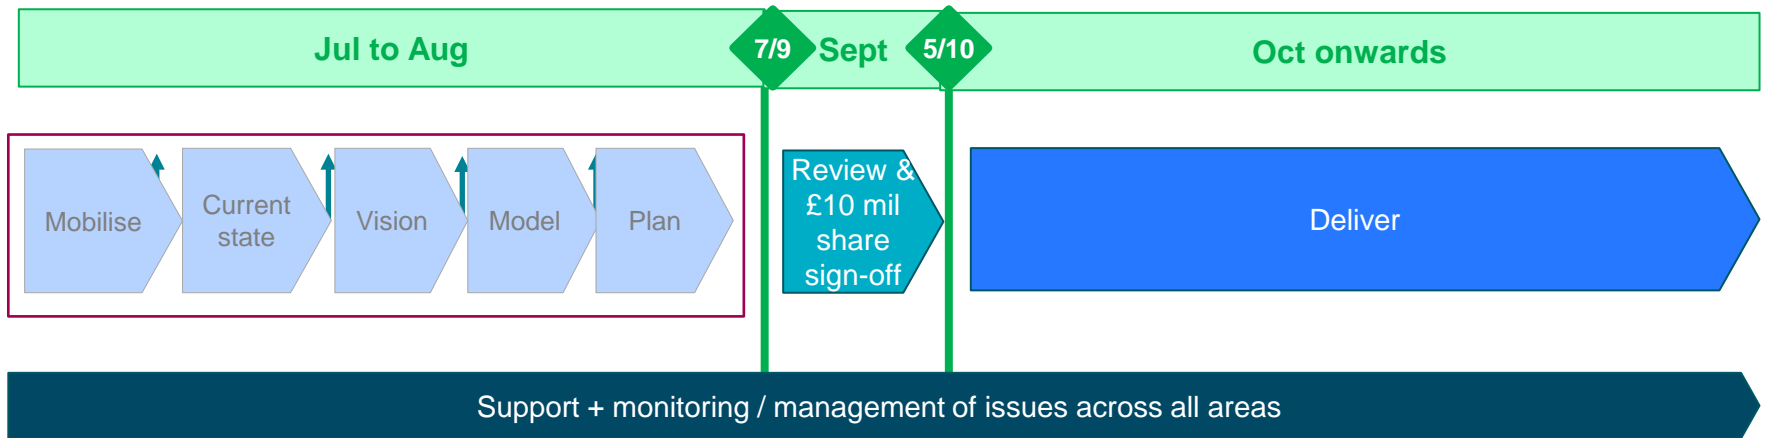 Jul to Aug
7/9
Sept
5/10
Oct onwards
Mobilise
Current
state
Vision
Model
Plan
Review &
£10 mil
share
sign-off
Deliver
Support + monitoring / management of issues across all areas